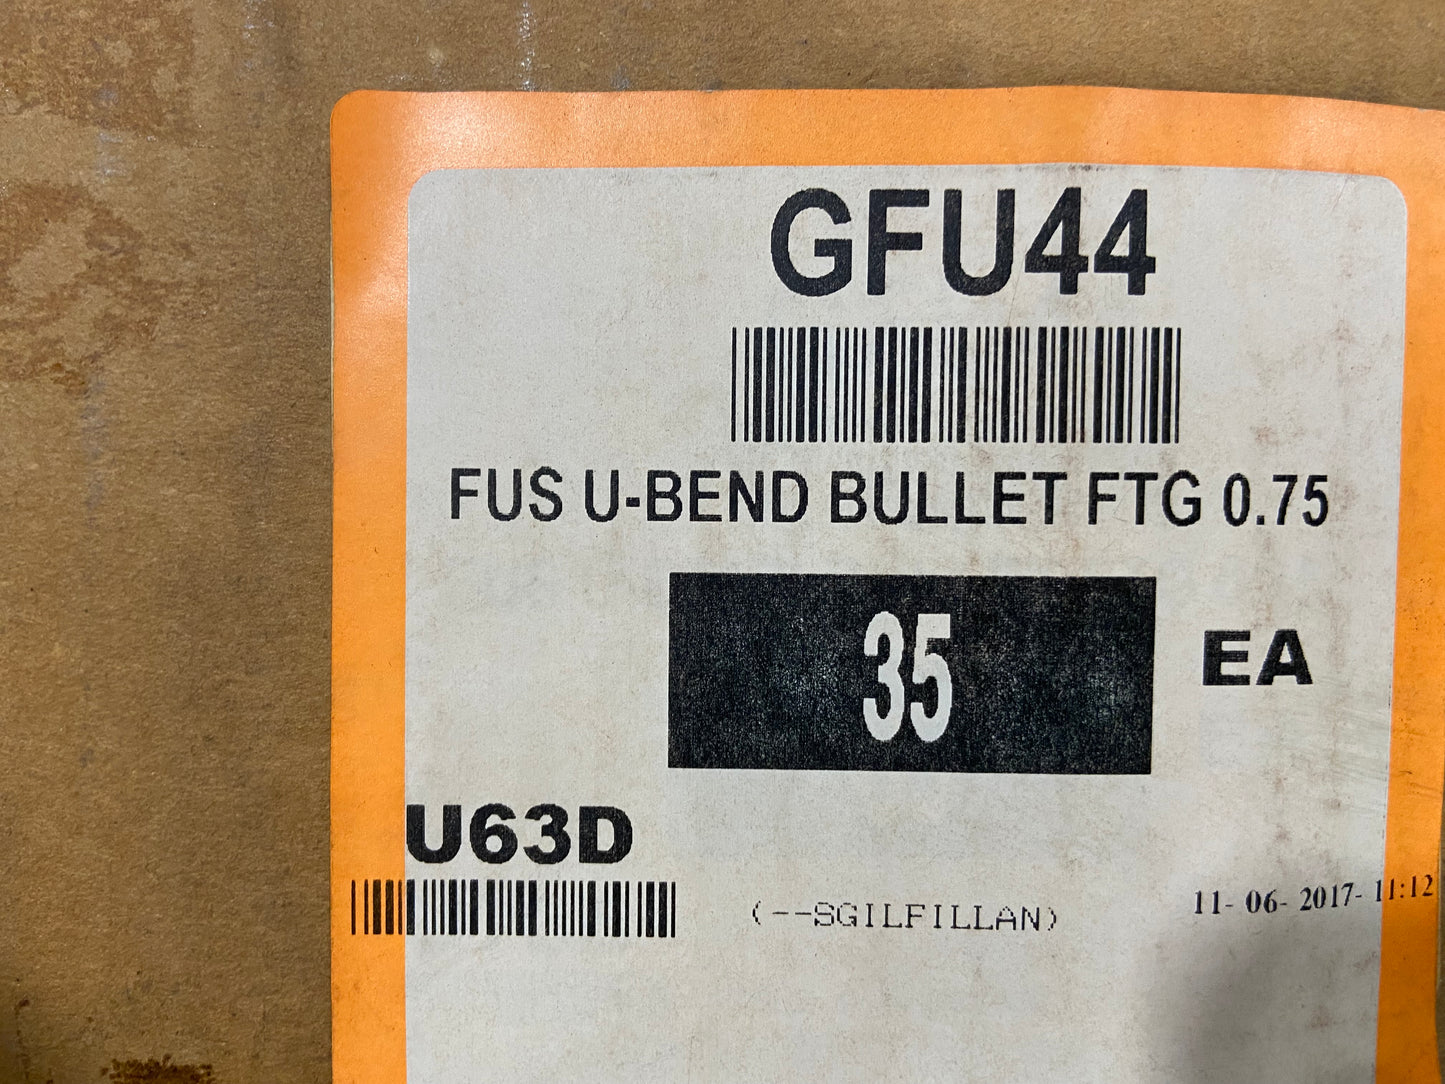 GFU44
FUS U-BEND BULLET FTG 0.75
35 EA
U63D
(--SGILFILLAN) 11- 06- 2017- 11:12